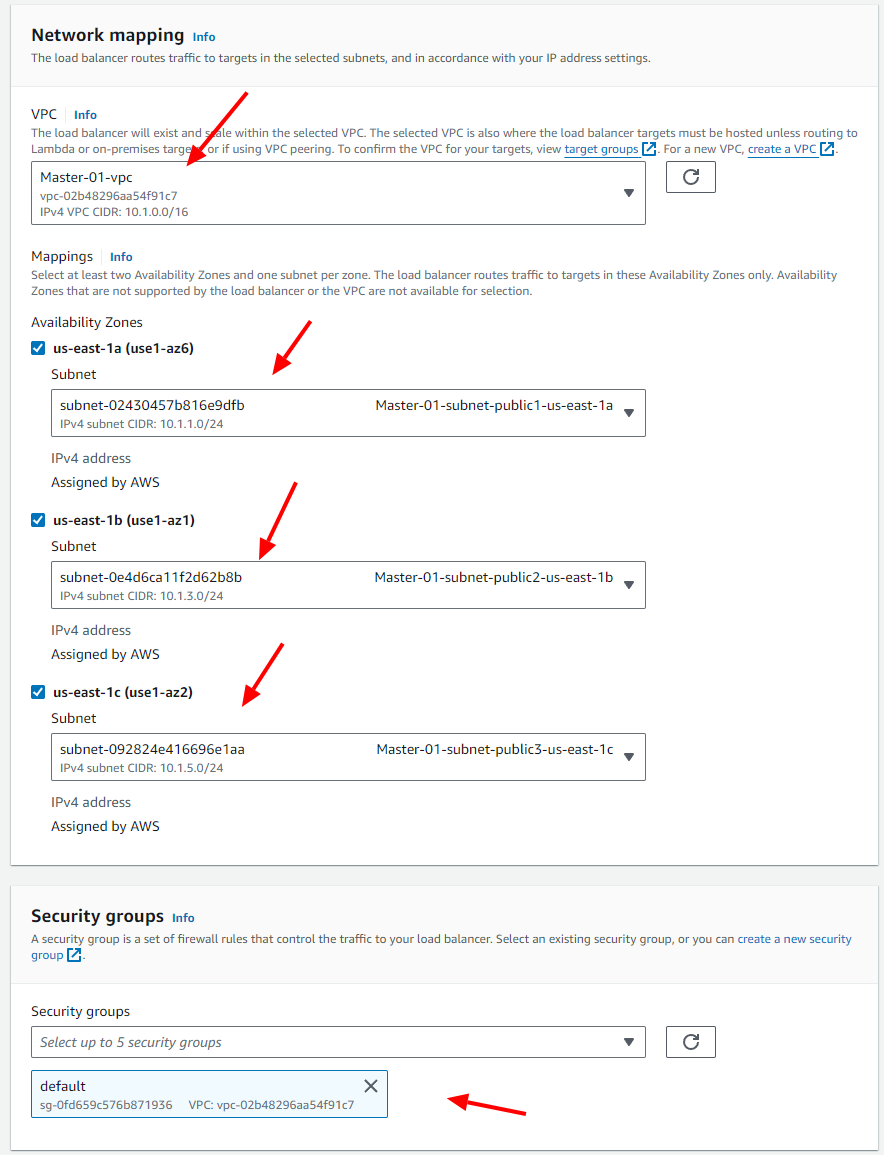 Network mapping Info
The load balancer routes traffic to targets in the selected subnets, and in accordance with your IP address settings.
VPC Info
The load balancer will exist and scale within the selected VPC. The selected VPC is also where the load balancer targets must be hosted unless routing to
Lambda or on-premises targets, or if using VPC peering. To confirm the VPC for your targets, view target groups. For a new VPC, create a VPC.
Master-01-vpc
vpc-02b48296aa54f91c7
IPv4 VPC CIDR: 10.1.0.0/16
Mappings Info
Select at least two Availability Zones and one subnet per zone. The load balancer routes traffic to targets in these Availability Zones only. Availability
Zones that are not supported by the load balancer or the VPC are not available for selection.
Availability Zones
us-east-1a (use1-az6)
Subnet
subnet-02430457b816e9dfb Master-01-subnet-public1-us-east-1a
IPv4 subnet CIDR: 10.1.1.0/24
IPv4 address
Assigned by AWS
us-east-1b (use1-az1)
Subnet
subnet-0e4d6ca11f2d62b8b Master-01-subnet-public2-us-east-1b
IPv4 subnet CIDR: 10.1.3.0/24
IPv4 address
Assigned by AWS
us-east-1c (use1-az2)
Subnet
subnet-092824e416696e1aa Master-01-subnet-public3-us-east-1c
IPv4 subnet CIDR: 10.1.5.0/24
IPv4 address
Assigned by AWS
Security groups Info
A security group is a set of firewall rules that control the traffic to your load balancer. Select an existing security group, or you can create a new security
group.
Security groups
Select up to 5 security groups
default
sg-0fd659c576b871936 VPC: vpc-02b48296aa54f91c7